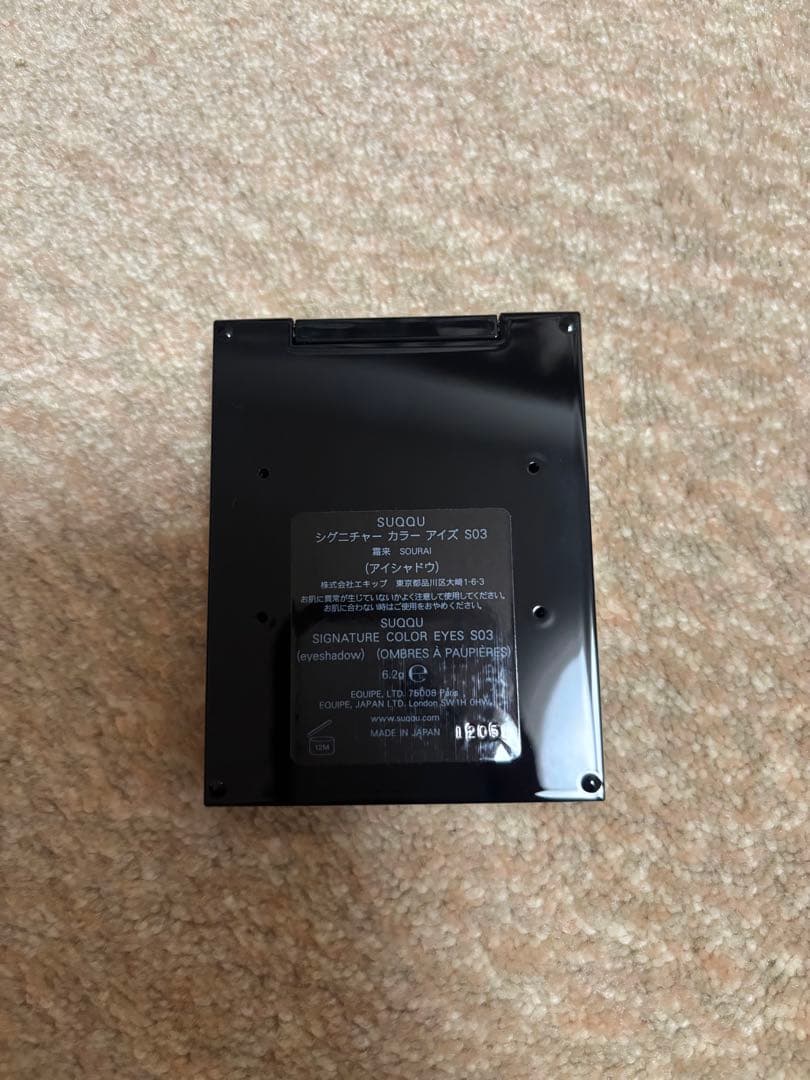 SUQQU
シグニチャー カラー アイズ S03
霜来 SOURAI
(アイシャドウ)
株式会社エキップ 東京都品川区大崎1-6-3
お肌に異常が生じていないかよく注意して使用してください。
お肌に合わない時はご使用をおやめください。
SUQQU
SIGNATURE COLOR EYES S03
(eyeshadow) (OMBRES À PAUPIÈRES)
6.2g ℮
EQUIPE, LTD. 75008 Paris
EQUIPE, JAPAN LTD. London SW1H 0HW
www.suqqu.com
12M
MADE IN JAPAN